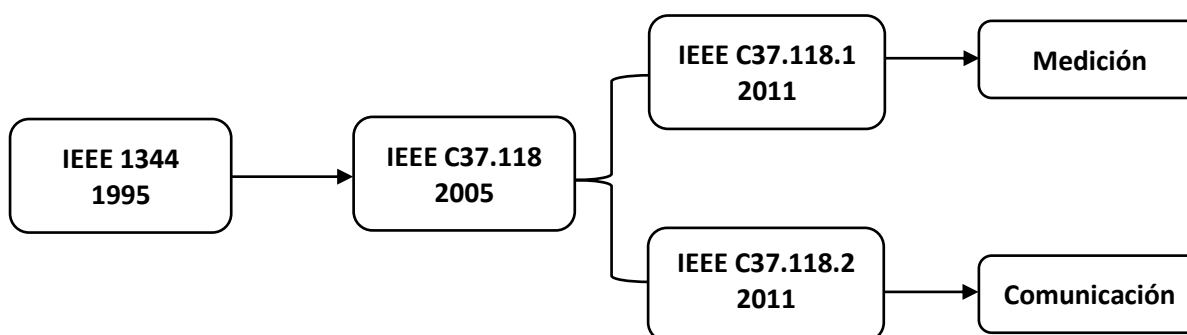 IEEE 1344
1995
IEEE C37.118
2005
IEEE C37.118.1
2011
Medición
IEEE C37.118.2
2011
Comunicación